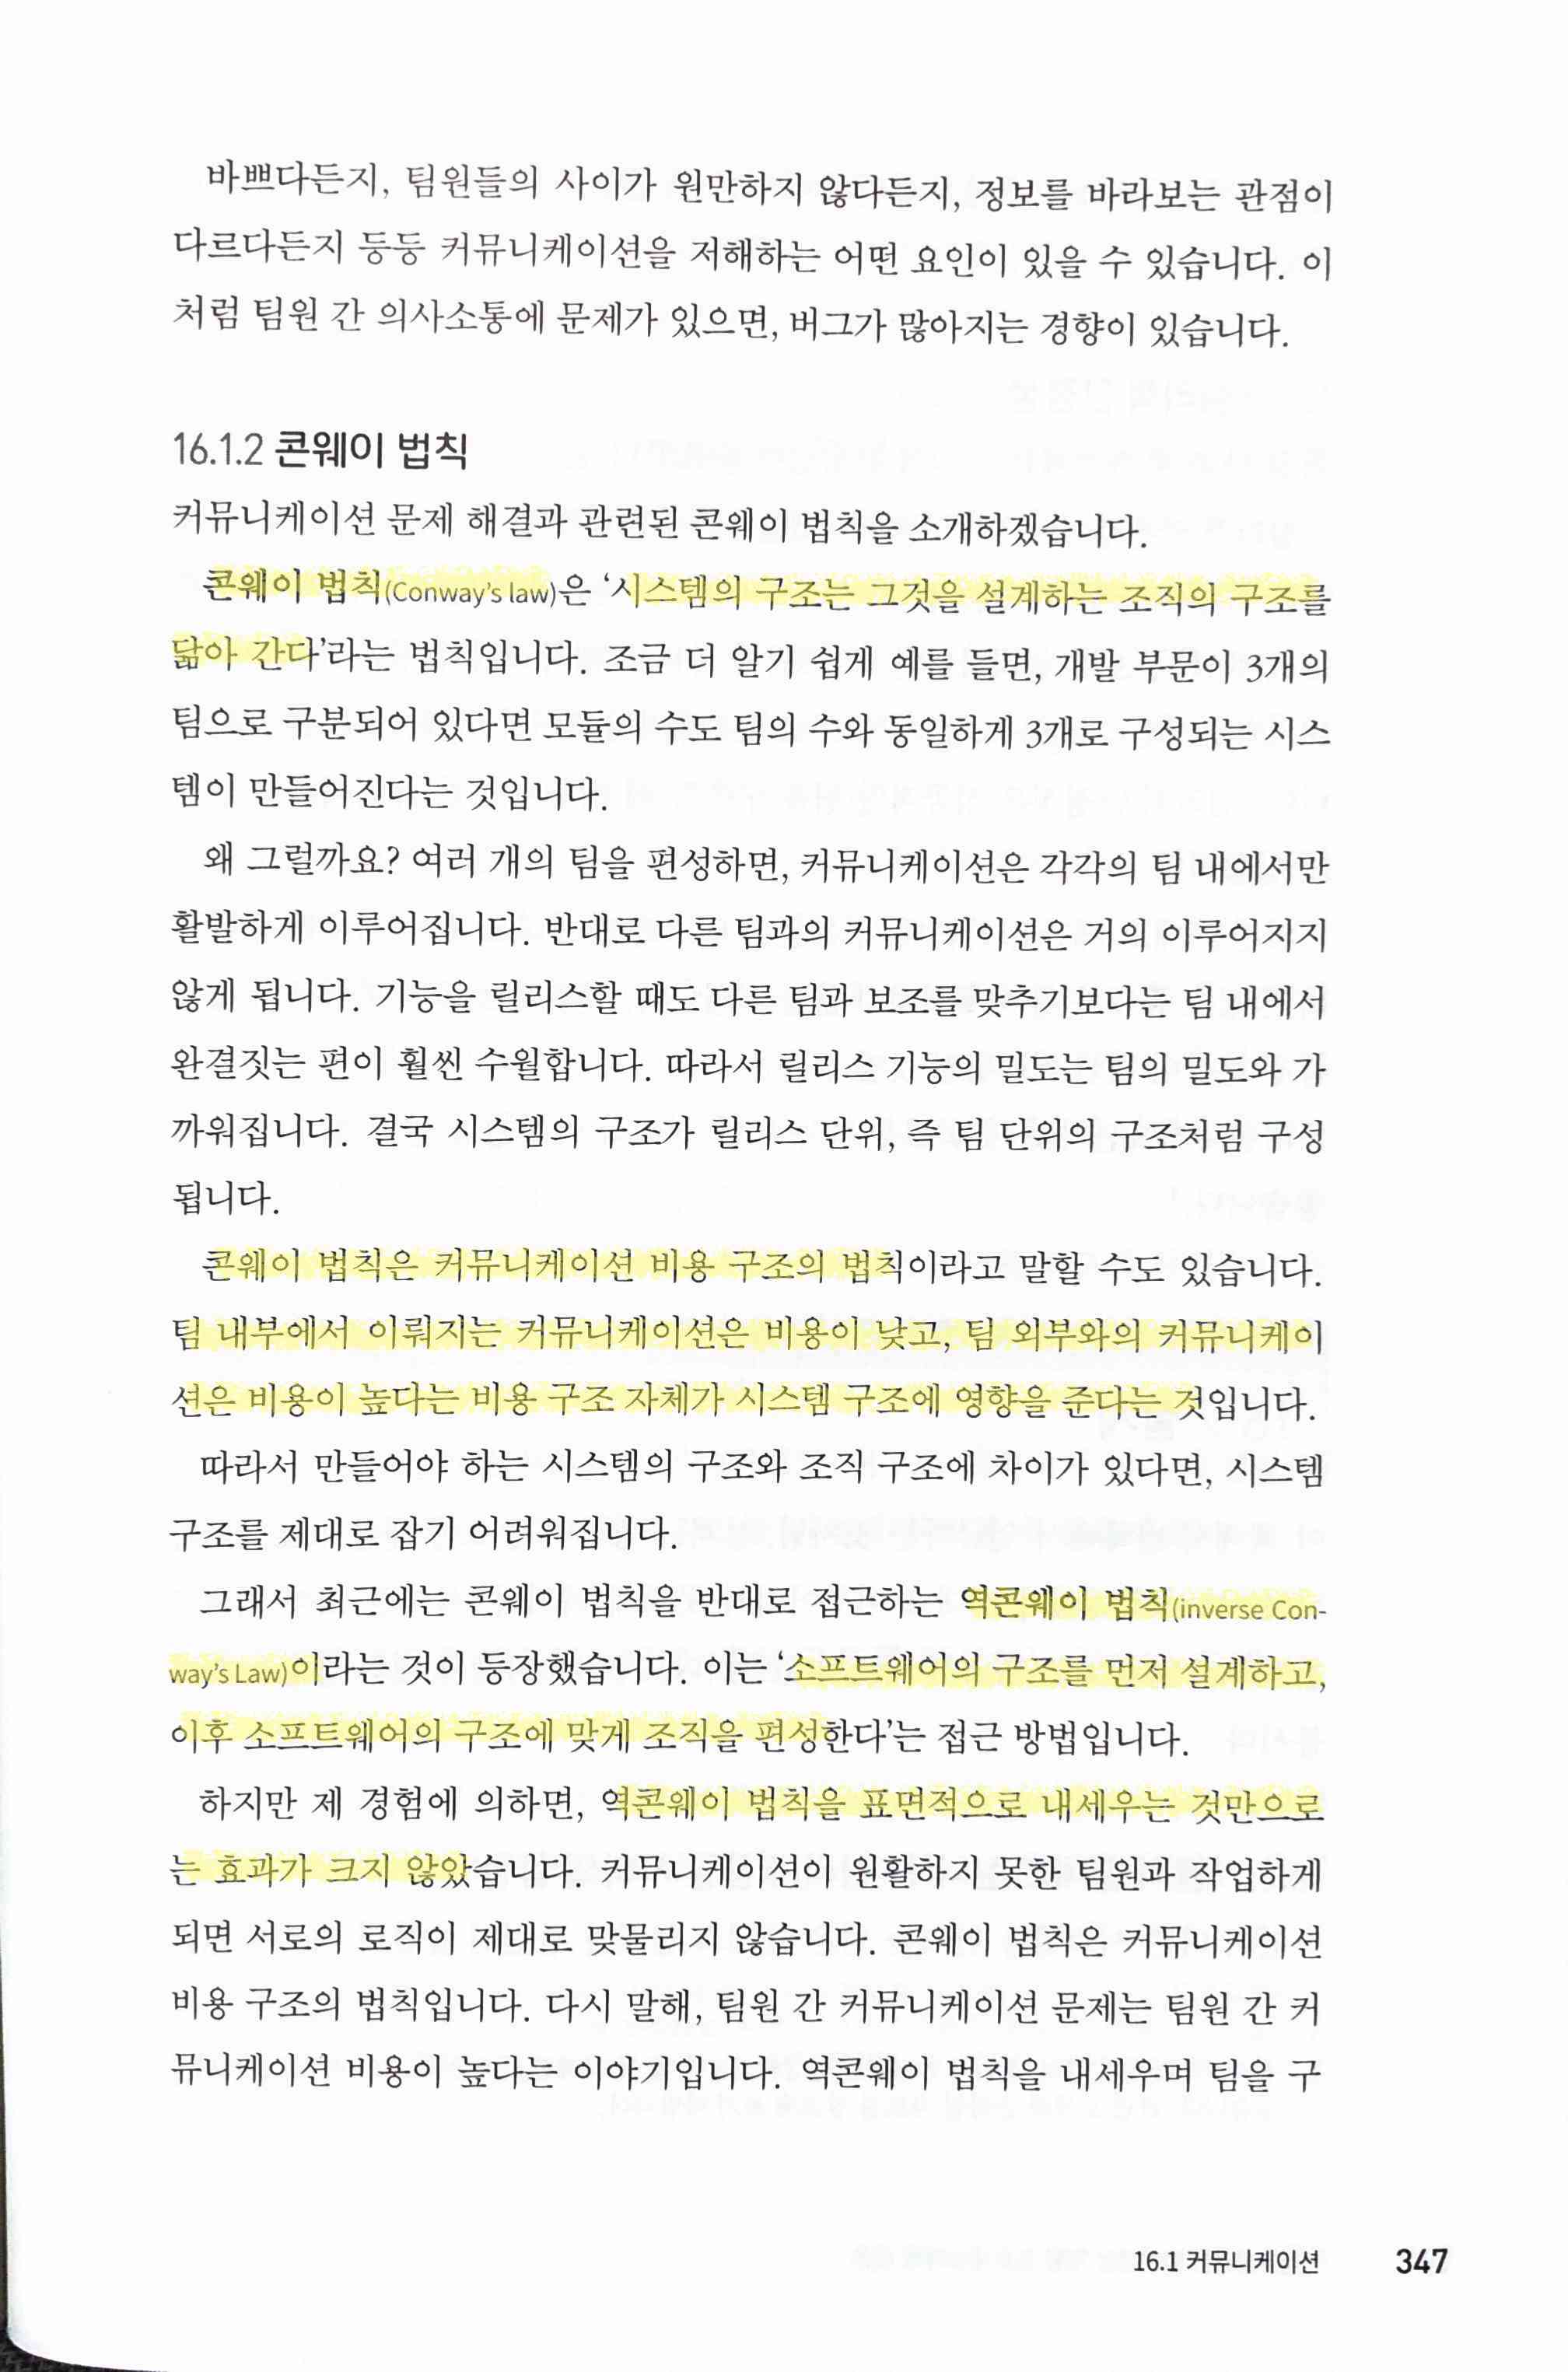 바쁘다든지, 팀원들의 사이가 원만하지 않다든지, 정보를 바라보는 관점이
다르다든지 등등 커뮤니케이션을 저해하는 어떤 요인이 있을 수 있습니다. 이
처럼 팀원 간 의사소통에 문제가 있으면, 버그가 많아지는 경향이 있습니다.
16.1.2 콘웨이 법칙
커뮤니케이션 문제 해결과 관련된 콘웨이 법칙을 소개하겠습니다.
콘웨이 법칙(Conway's law)은 ‘시스템의 구조는 그것을 설계하는 조직의 구조를
닮아 간다’라는 법칙입니다. 조금 더 알기 쉽게 예를 들면, 개발 부문이 3개의
팀으로 구분되어 있다면 모듈의 수도 팀의 수와 동일하게 3개로 구성되는 시스
템이 만들어진다는 것입니다.
왜 그럴까요? 여러 개의 팀을 편성하면, 커뮤니케이션은 각각의 팀 내에서만
활발하게 이루어집니다. 반대로 다른 팀과의 커뮤니케이션은 거의 이루어지지
않게 됩니다. 기능을 릴리스할 때도 다른 팀과 보조를 맞추기보다는 팀 내에서
완결짓는 편이 훨씬 수월합니다. 따라서 릴리스 기능의 밀도는 팀의 밀도와 가
까워집니다. 결국 시스템의 구조가 릴리스 단위, 즉 팀 단위의 구조처럼 구성
됩니다.
콘웨이 법칙은 커뮤니케이션 비용 구조의 법칙이라고 말할 수도 있습니다.
팀 내부에서 이뤄지는 커뮤니케이션은 비용이 낮고, 팀 외부와의 커뮤니케이
션은 비용이 높다는 비용 구조 자체가 시스템 구조에 영향을 준다는 것입니다.
따라서 만들어야 하는 시스템의 구조와 조직 구조에 차이가 있다면, 시스템
구조를 제대로 잡기 어려워집니다.
그래서 최근에는 콘웨이 법칙을 반대로 접근하는 역콘웨이 법칙(inverse Con-
way's Law)이라는 것이 등장했습니다. 이는 ‘소프트웨어의 구조를 먼저 설계하고,
이후 소프트웨어의 구조에 맞게 조직을 편성한다’는 접근 방법입니다.
하지만 제 경험에 의하면, 역콘웨이 법칙을 표면적으로 내세우는 것만으로
는 효과가 크지 않았습니다. 커뮤니케이션이 원활하지 못한 팀원과 작업하게
되면 서로의 로직이 제대로 맞물리지 않습니다. 콘웨이 법칙은 커뮤니케이션
비용 구조의 법칙입니다. 다시 말해, 팀원 간 커뮤니케이션 문제는 팀원 간 커
뮤니케이션 비용이 높다는 이야기입니다. 역콘웨이 법칙을 내세우며 팀을 구
16.1 커뮤니케이션 347